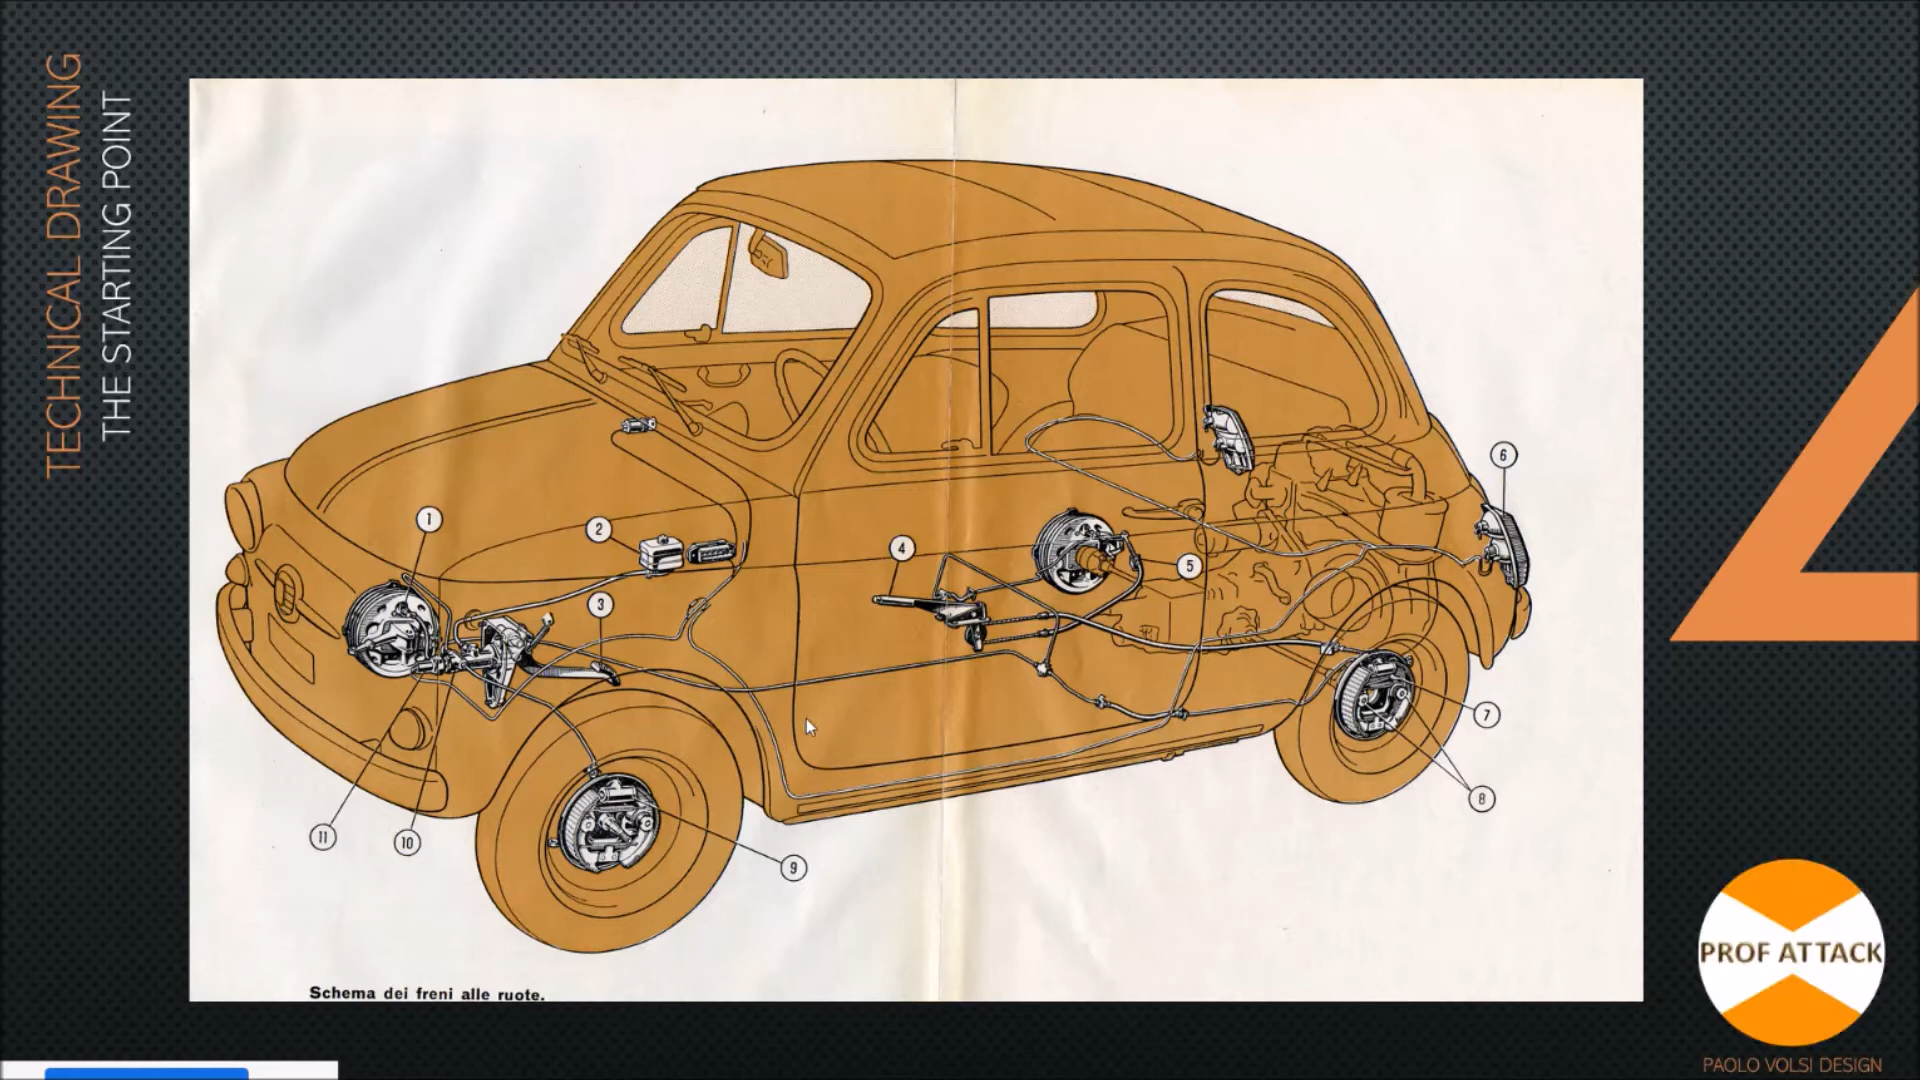 TECHNICAL DRAWING
THE STARTING POINT
6
1
2
4
5
3
7
8
11
10
9
Schema dei freni alle ruote.
PROF ATTACK
PAOLO VOLSI DESIGN